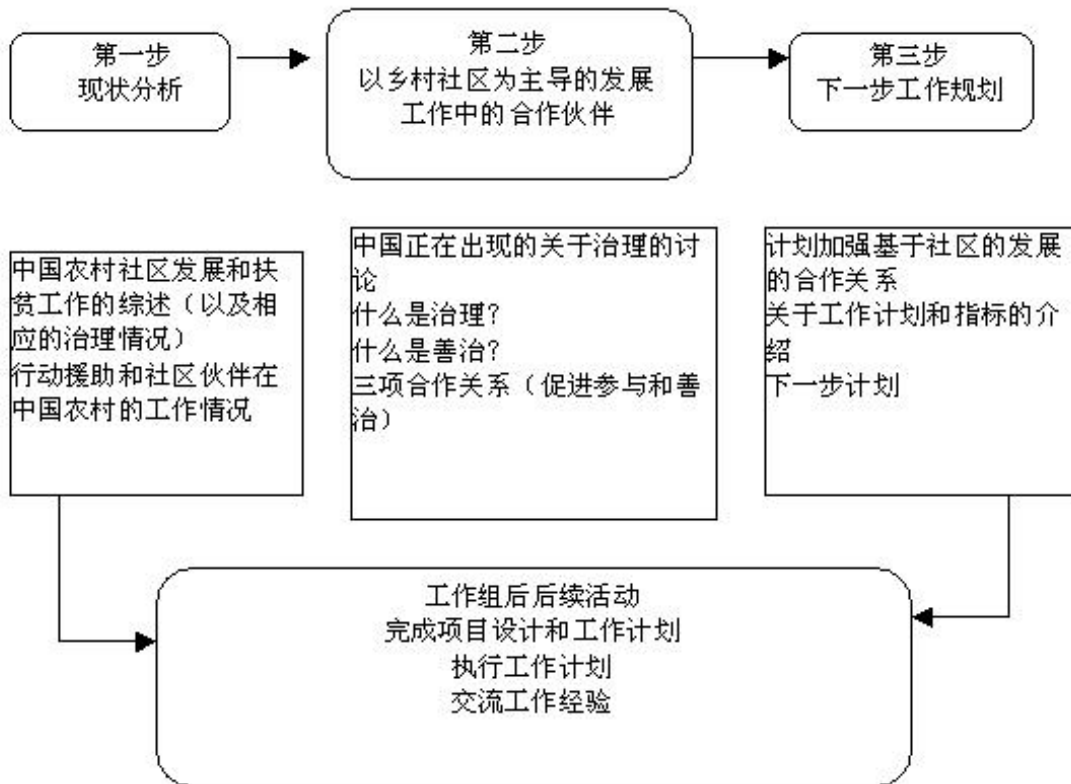 第一步
现状分析
第二步
以乡村社区为主导的发展
工作中的合作伙伴
第三步
下一步工作规划
中国农村社区发展和扶
贫工作的综述（以及相
应的治理情况）
行动援助和社区伙伴在
中国农村的工作情况
中国正在出现的关于治理的讨
论
什么是治理？
什么是善治？
三项合作关系（促进参与和善
治）
计划加强基于社区的发展
的合作关系
关于工作计划和指标的介
绍
下一步计划
工作组后后续活动
完成项目设计和工作计划
执行工作计划
交流工作经验